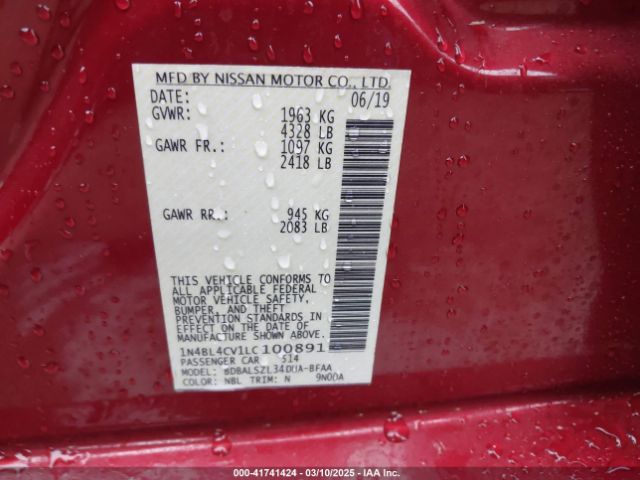 MFD BY NISSAN MOTOR CO., LTD.
DATE: 06/19
GVWR: 1963 KG
4328 LB
GAWR FR.: 1097 KG
2418 LB
GAWR RR.: 945 KG
2083 LB
THIS VEHICLE CONFORMS TO
ALL APPLICABLE FEDERAL
MOTOR VEHICLE SAFETY,
BUMPER, AND THEFT
PREVENTION STANDARDS IN
EFFECT ON THE DATE OF
MANUFACTURE SHOWN ABOVE.
1N4BL4CV1LC100891
PASSENGER CAR 514
MODEL:
COLOR: NBL TRIM: N 9N00A
000-41741424 — 03/10/2025 — IAA Inc.